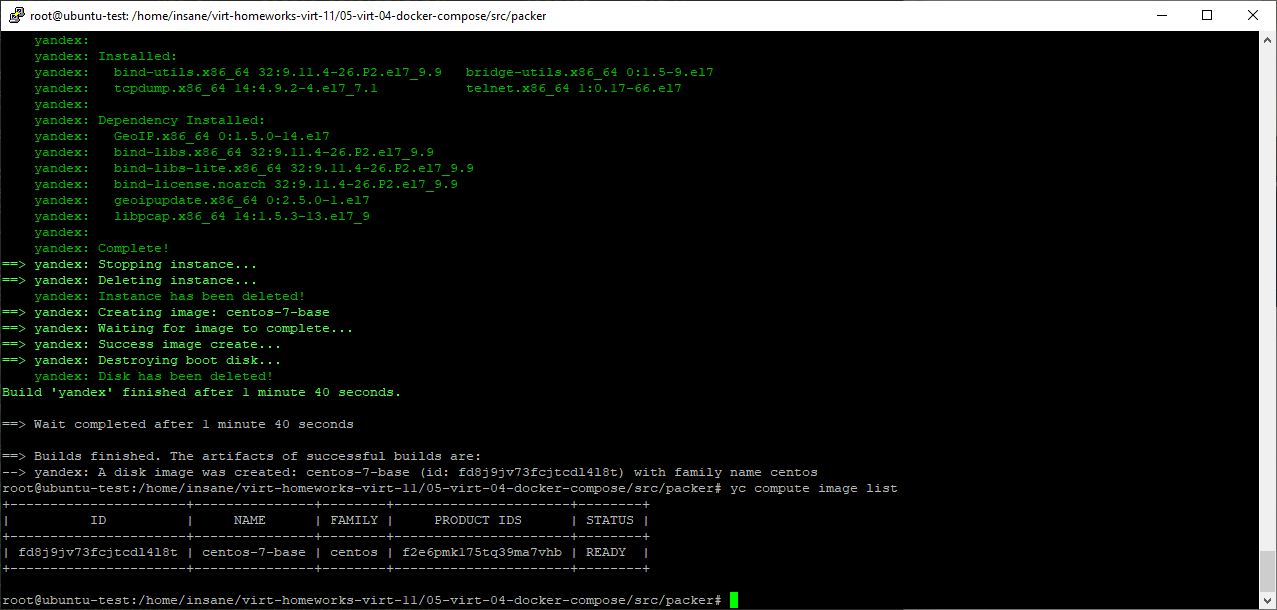 root@ubuntu-test: /home/insane/virt-homeworks-virt-11/05-virt-04-docker-compose/src/packer
yandex:
yandex: Installed:
yandex:   bind-utils.x86_64 32:9.11.4-26.P2.el7_9.9   bridge-utils.x86_64 0:1.5-9.el7
yandex:   tcpdump.x86_64 14:4.9.2-4.el7_7.1           telnet.x86_64 1:0.17-66.el7
yandex:
yandex: Dependency Installed:
yandex:   GeoIP.x86_64 0:1.5.0-14.el7
yandex:   bind-libs.x86_64 32:9.11.4-26.P2.el7_9.9
yandex:   bind-libs-lite.x86_64 32:9.11.4-26.P2.el7_9.9
yandex:   bind-license.noarch 32:9.11.4-26.P2.el7_9.9
yandex:   geoipupdate.x86_64 0:2.5.0-1.el7
yandex:   libpcap.x86_64 14:1.5.3-13.el7_9
yandex:
yandex: Complete!
==> yandex: Stopping instance...
==> yandex: Deleting instance...
yandex: Instance has been deleted!
==> yandex: Creating image: centos-7-base
==> yandex: Waiting for image to complete...
==> yandex: Success image create...
==> yandex: Destroying boot disk...
yandex: Disk has been deleted!
Build 'yandex' finished after 1 minute 40 seconds.
==> Wait completed after 1 minute 40 seconds
==> Builds finished. The artifacts of successful builds are:
--> yandex: A disk image was created: centos-7-base (id: fd8j9jv73fcjtcdl4l8t) with family name centos
root@ubuntu-test:/home/insane/virt-homeworks-virt-11/05-virt-04-docker-compose/src/packer# yc compute image list
+----------------------+---------------+--------+----------------------+--------+
|          ID          |     NAME      | FAMILY |     PRODUCT IDS      | STATUS |
+----------------------+---------------+--------+----------------------+--------+
| fd8j9jv73fcjtcdl4l8t | centos-7-base | centos | f2e6pmkl75tq39ma7vhb | READY  |
+----------------------+---------------+--------+----------------------+--------+
root@ubuntu-test:/home/insane/virt-homeworks-virt-11/05-virt-04-docker-compose/src/packer#